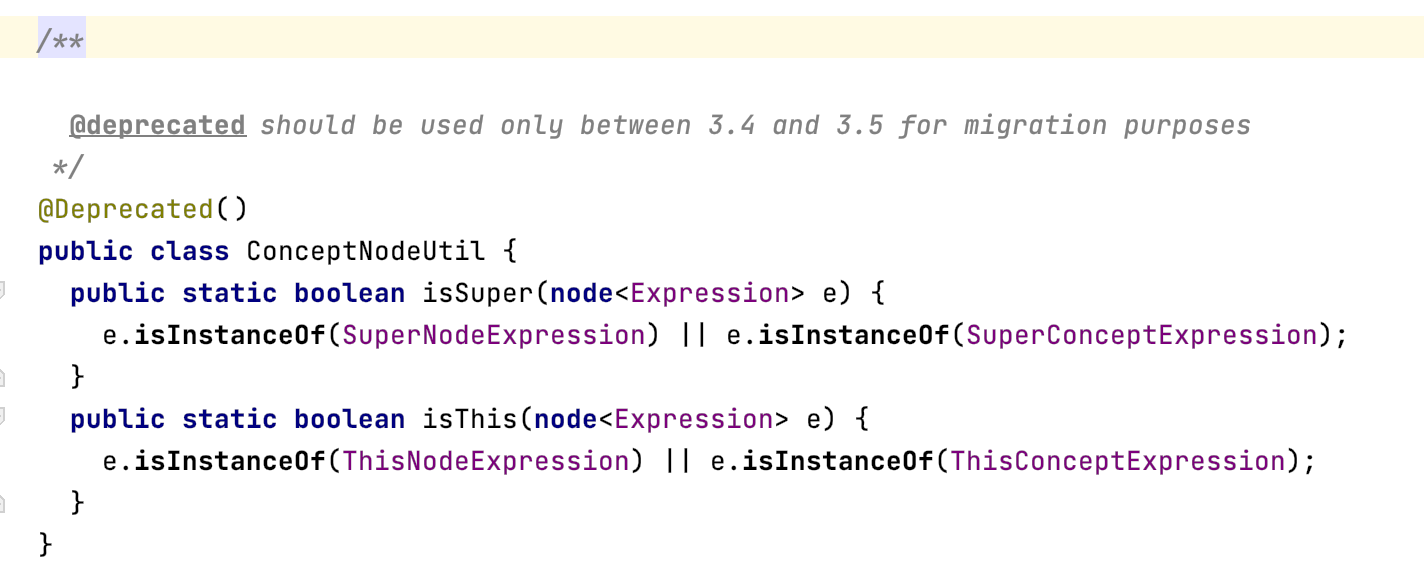 /**
@deprecated should be used only between 3.4 and 3.5 for migration purposes
*/
@Deprecated()
public class ConceptNodeUtil {
public static boolean isSuper(node<Expression> e) {
e.isInstanceOf(SuperNodeExpression) || e.isInstanceOf(SuperConceptExpression);
}
public static boolean isThis(node<Expression> e) {
e.isInstanceOf(ThisNodeExpression) || e.isInstanceOf(ThisConceptExpression);
}
}